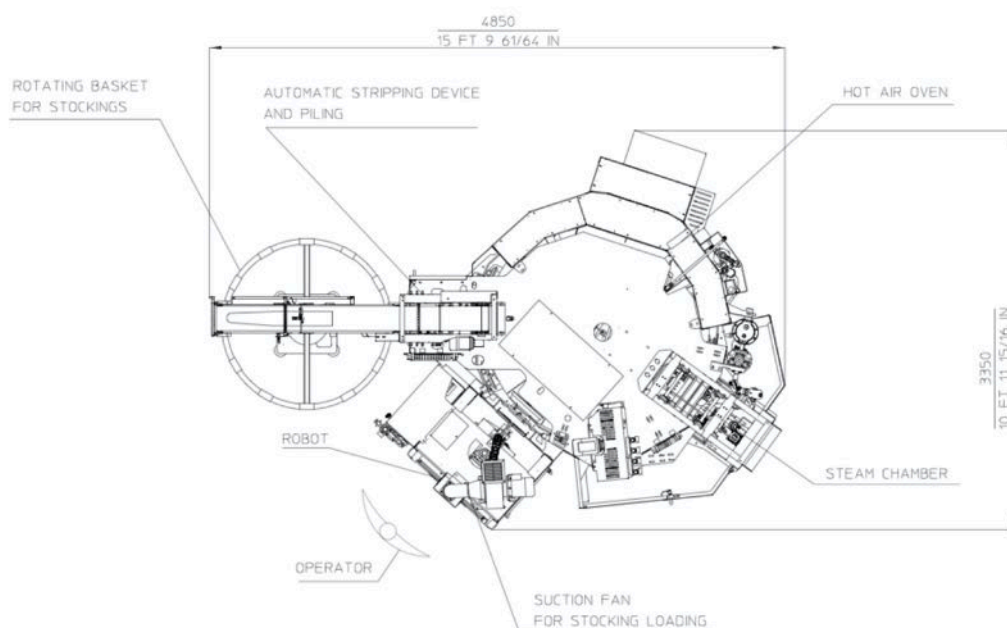 4850
15 FT 9 61/64 IN
ROTATING BASKET
FOR STOCKINGS
AUTOMATIC STRIPPING DEVICE
AND PILING
HOT AIR OVEN
3350
10 FT 11 15/16 IN
ROBOT
STEAM CHAMBER
OPERATOR
SUCTION FAN
FOR STOCKING LOADING